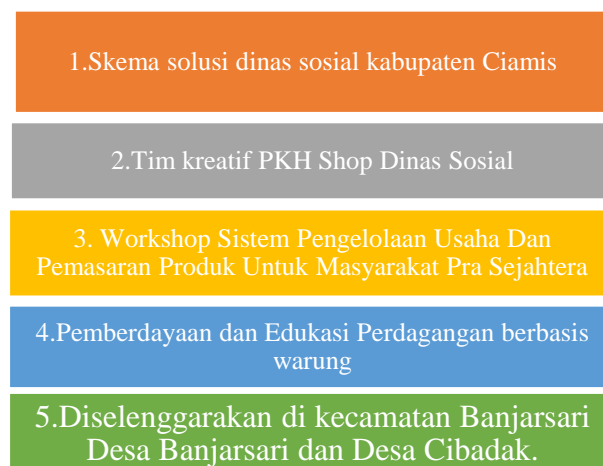 1.Skema solusi dinas sosial kabupaten Ciamis
2.Tim kreatif PKH Shop Dinas Sosial
3. Workshop Sistem Pengelolaan Usaha Dan
Pemasaran Produk Untuk Masyarakat Pra Sejahtera
4.Pemberdayaan dan Edukasi Perdagangan berbasis
warung
5.Diselenggarakan di kecamatan Banjarsari
Desa Banjarsari dan Desa Cibadak.